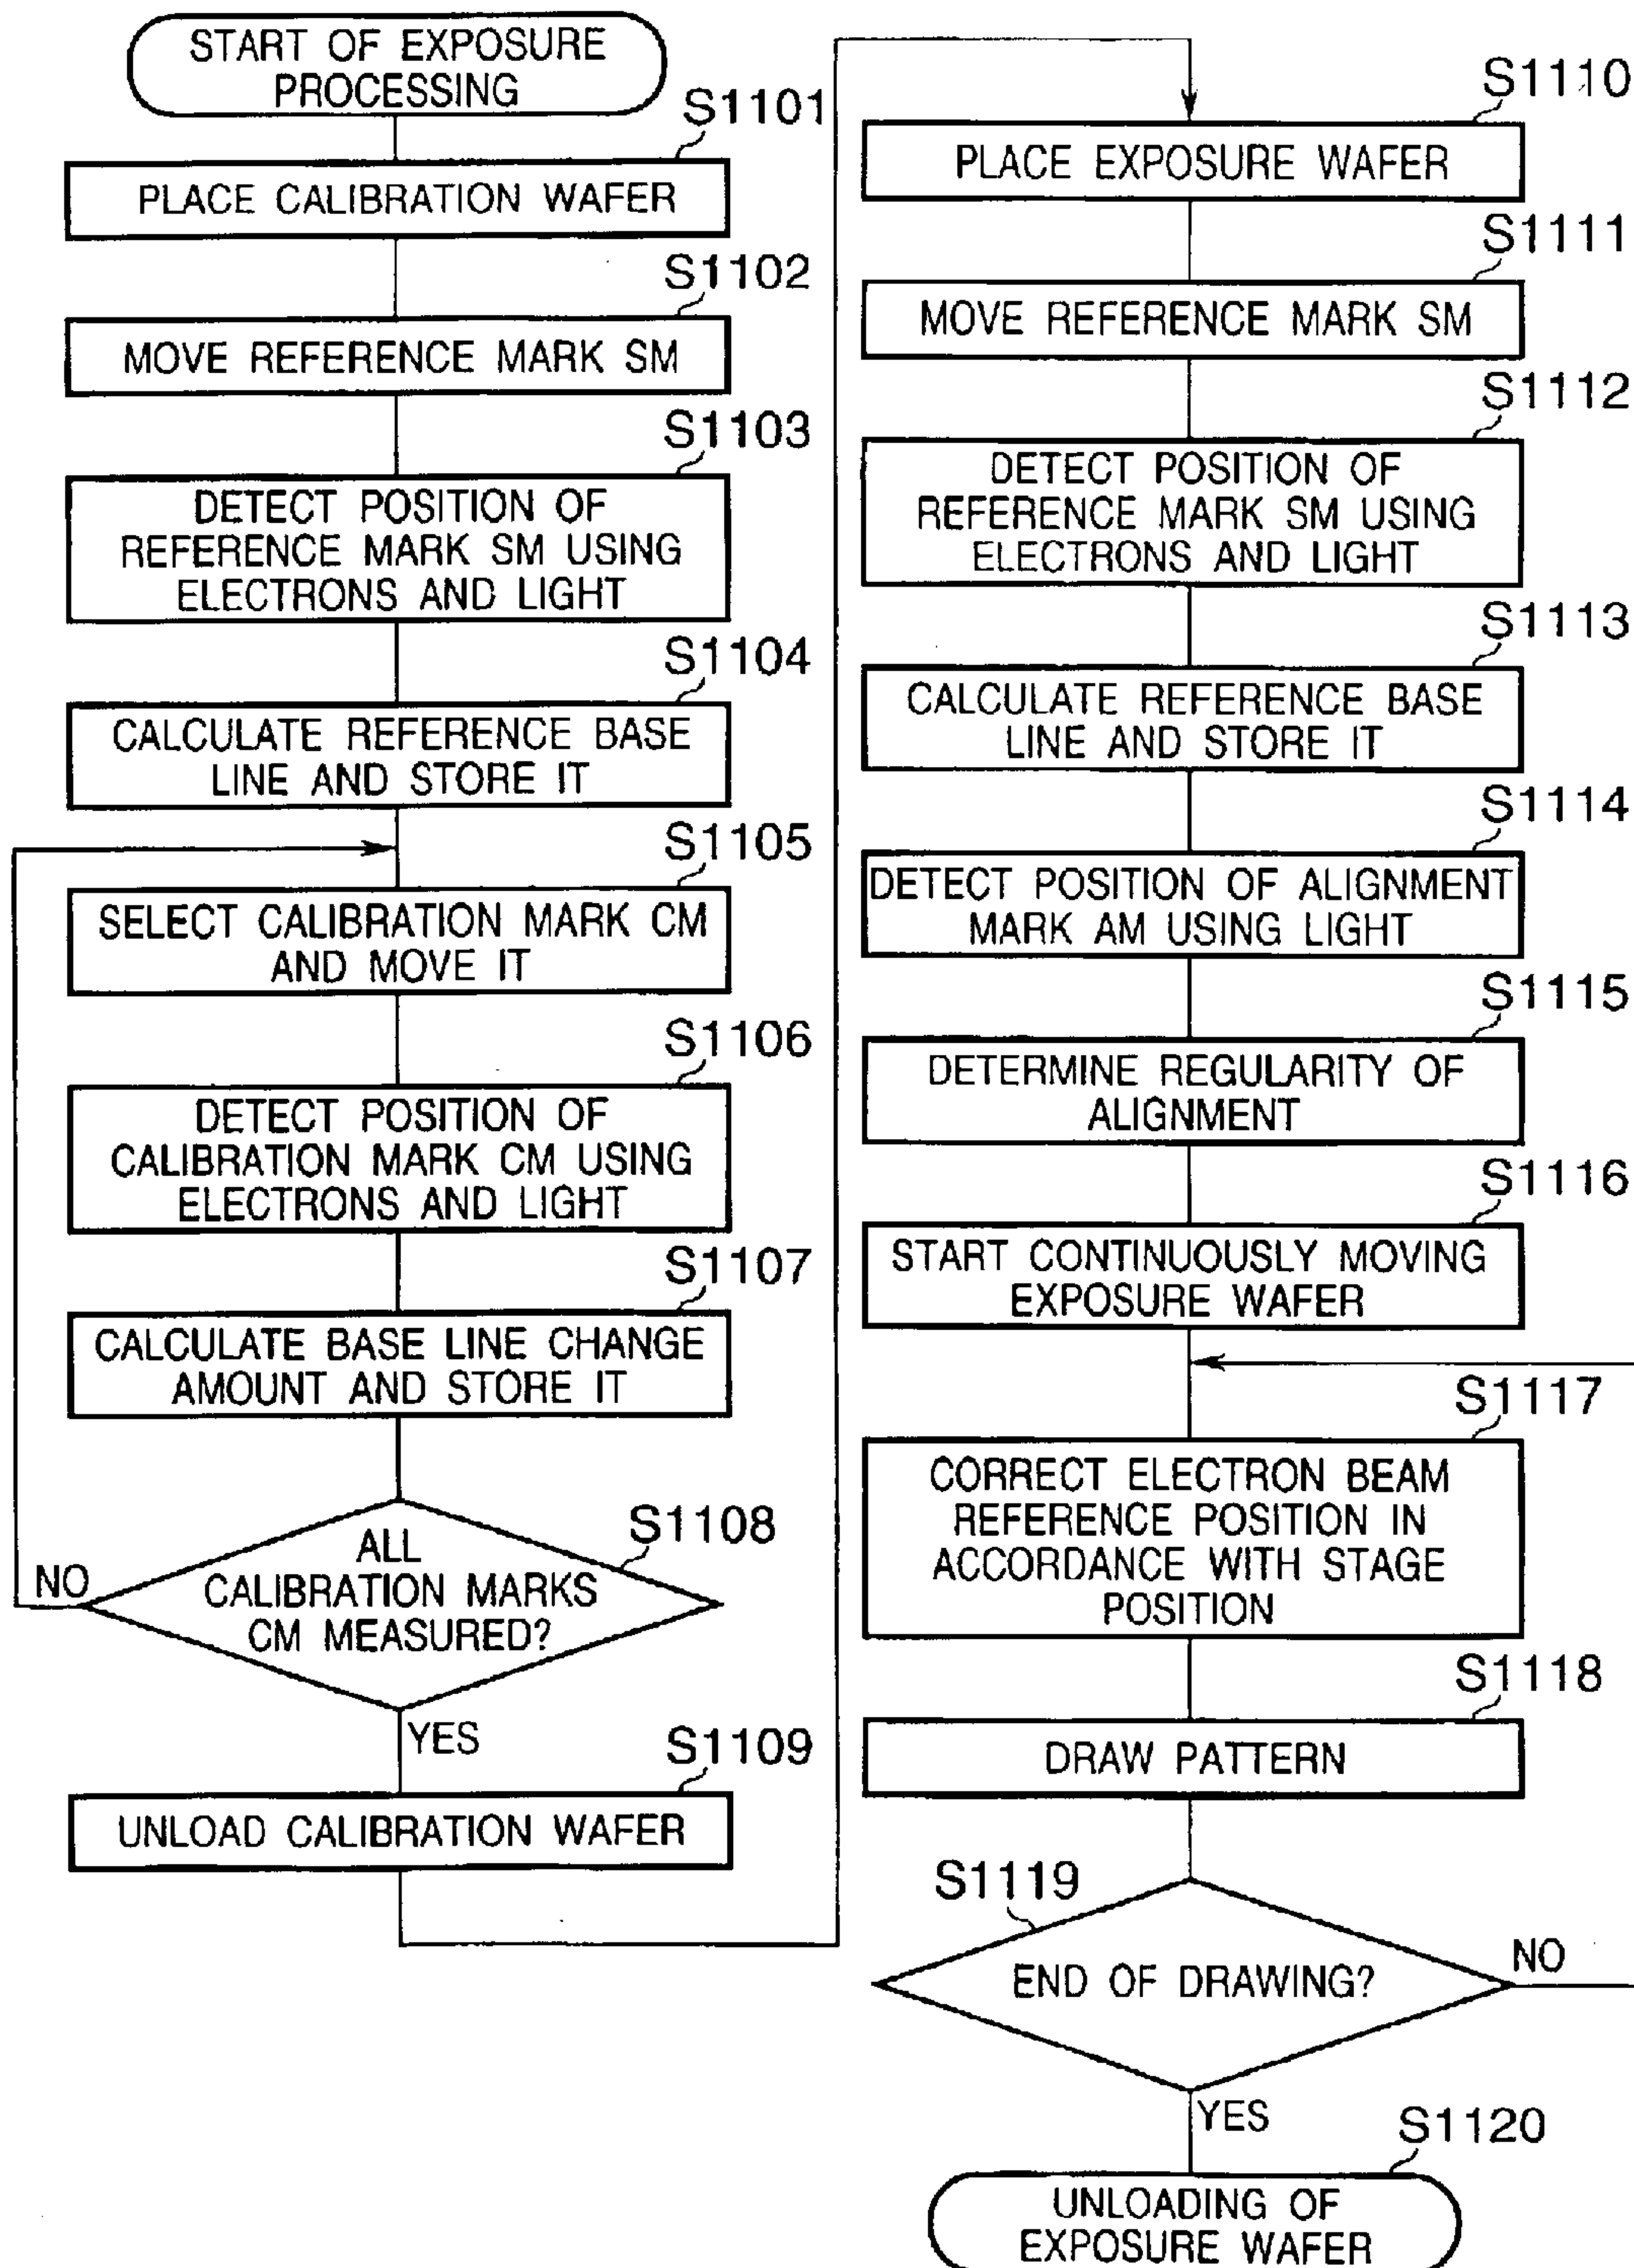 START OF EXPOSURE
PROCESSING
S1101
PLACE CALIBRATION WAFER
S1102
MOVE REFERENCE MARK SM
S1103
DETECT POSITION OF
REFERENCE MARK SM USING
ELECTRONS AND LIGHT
S1104
CALCULATE REFERENCE BASE
LINE AND STORE IT
S1105
SELECT CALIBRATION MARK CM
AND MOVE IT
S1106
DETECT POSITION OF
CALIBRATION MARK CM USING
ELECTRONS AND LIGHT
S1107
CALCULATE BASE LINE CHANGE
AMOUNT AND STORE IT
S1108
ALL
CALIBRATION MARKS
CM MEASURED?
NO
YES
S1109
UNLOAD CALIBRATION WAFER
S1110
PLACE EXPOSURE WAFER
S1111
MOVE REFERENCE MARK SM
S1112
DETECT POSITION OF
REFERENCE MARK SM USING
ELECTRONS AND LIGHT
S1113
CALCULATE REFERENCE BASE
LINE AND STORE IT
S1114
DETECT POSITION OF ALIGNMENT
MARK AM USING LIGHT
S1115
DETERMINE REGULARITY OF
ALIGNMENT
S1116
START CONTINUOUSLY MOVING
EXPOSURE WAFER
S1117
CORRECT ELECTRON BEAM
REFERENCE POSITION IN
ACCORDANCE WITH STAGE
POSITION
S1118
DRAW PATTERN
S1119
END OF DRAWING?
NO
YES
S1120
UNLOADING OF
EXPOSURE WAFER